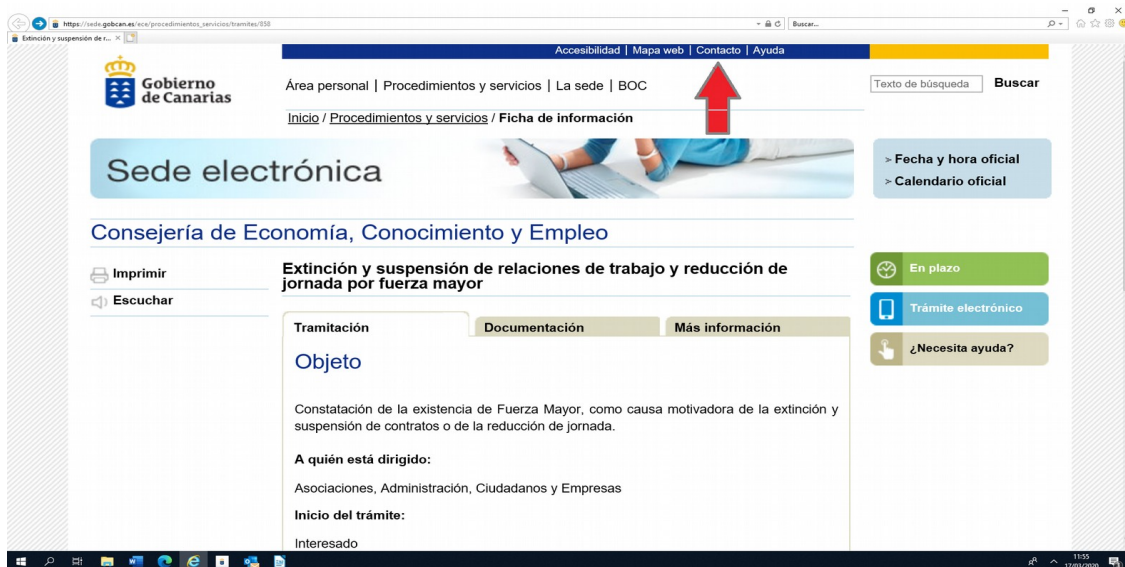 https://sede.gobcan.es/ece/procedimientos_servicios/tramites/858
Buscar...
Extinción y suspensión de r...
Accesibilidad | Mapa web | Contacto | Ayuda
Gobierno
de Canarias
Área personal | Procedimientos y servicios | La sede | BOC
Texto de búsqueda Buscar
Inicio / Procedimientos y servicios / Ficha de información
Sede electrónica
> Fecha y hora oficial
> Calendario oficial
Consejería de Economía, Conocimiento y Empleo
Imprimir
Escuchar
Extinción y suspensión de relaciones de trabajo y reducción de
jornada por fuerza mayor
En plazo
Trámite electrónico
¿Necesita ayuda?
Tramitación Documentación Más información
Objeto
Constatación de la existencia de Fuerza Mayor, como causa motivadora de la extinción y
suspensión de contratos o de la reducción de jornada.
A quién está dirigido:
Asociaciones, Administración, Ciudadanos y Empresas
Inicio del trámite:
Interesado
11:55
17/03/2020